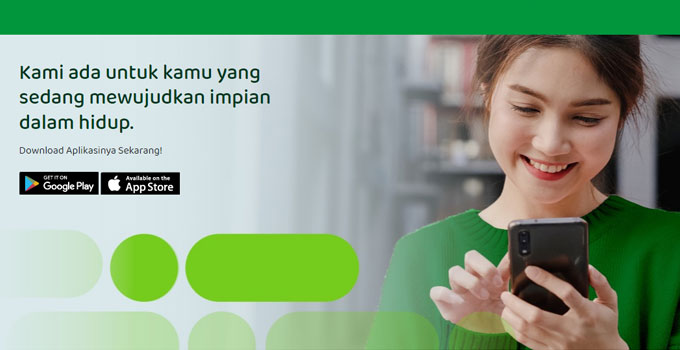 Kami ada untuk kamu yang
sedang mewujudkan impian
dalam hidup.
Download Aplikasinya Sekarang!
GET IT ON
Google Play
Available on the
App Store